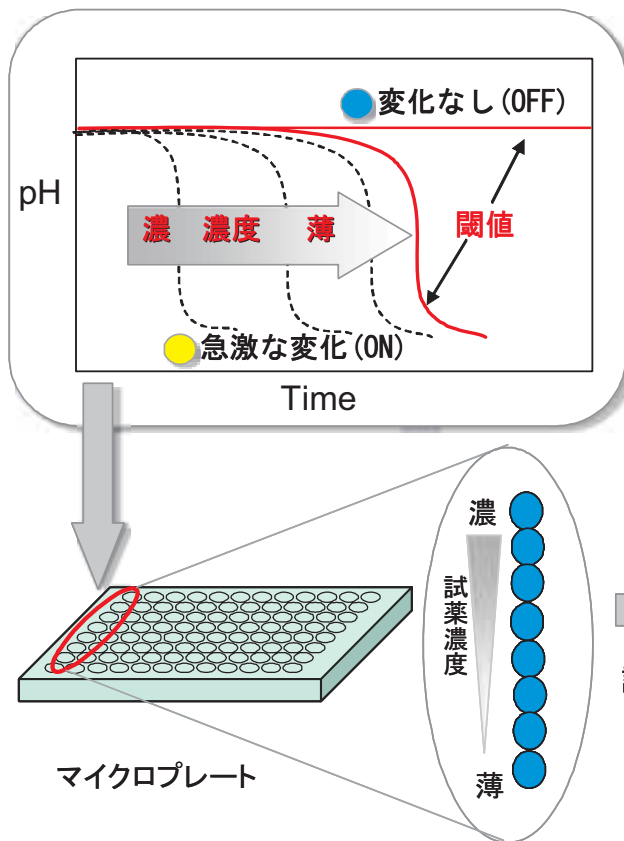 変化なし(OFF)
pH
濃 濃度 薄
閾値
急激な変化(ON)
Time
濃
試薬濃度
薄
マイクロプレート